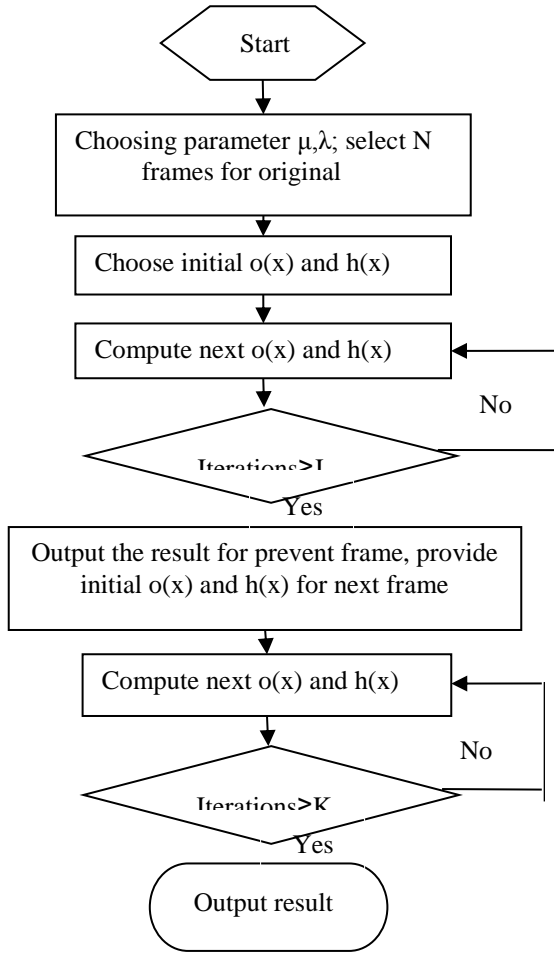 Start
Choosing parameter μ,λ; select N
frames for original
Choose initial o(x) and h(x)
Compute next o(x) and h(x)
No
Iterations≥
Yes
Output the result for prevent frame, provide
initial o(x) and h(x) for next frame
Compute next o(x) and h(x)
No
Iterations≥K
Yes
Output result